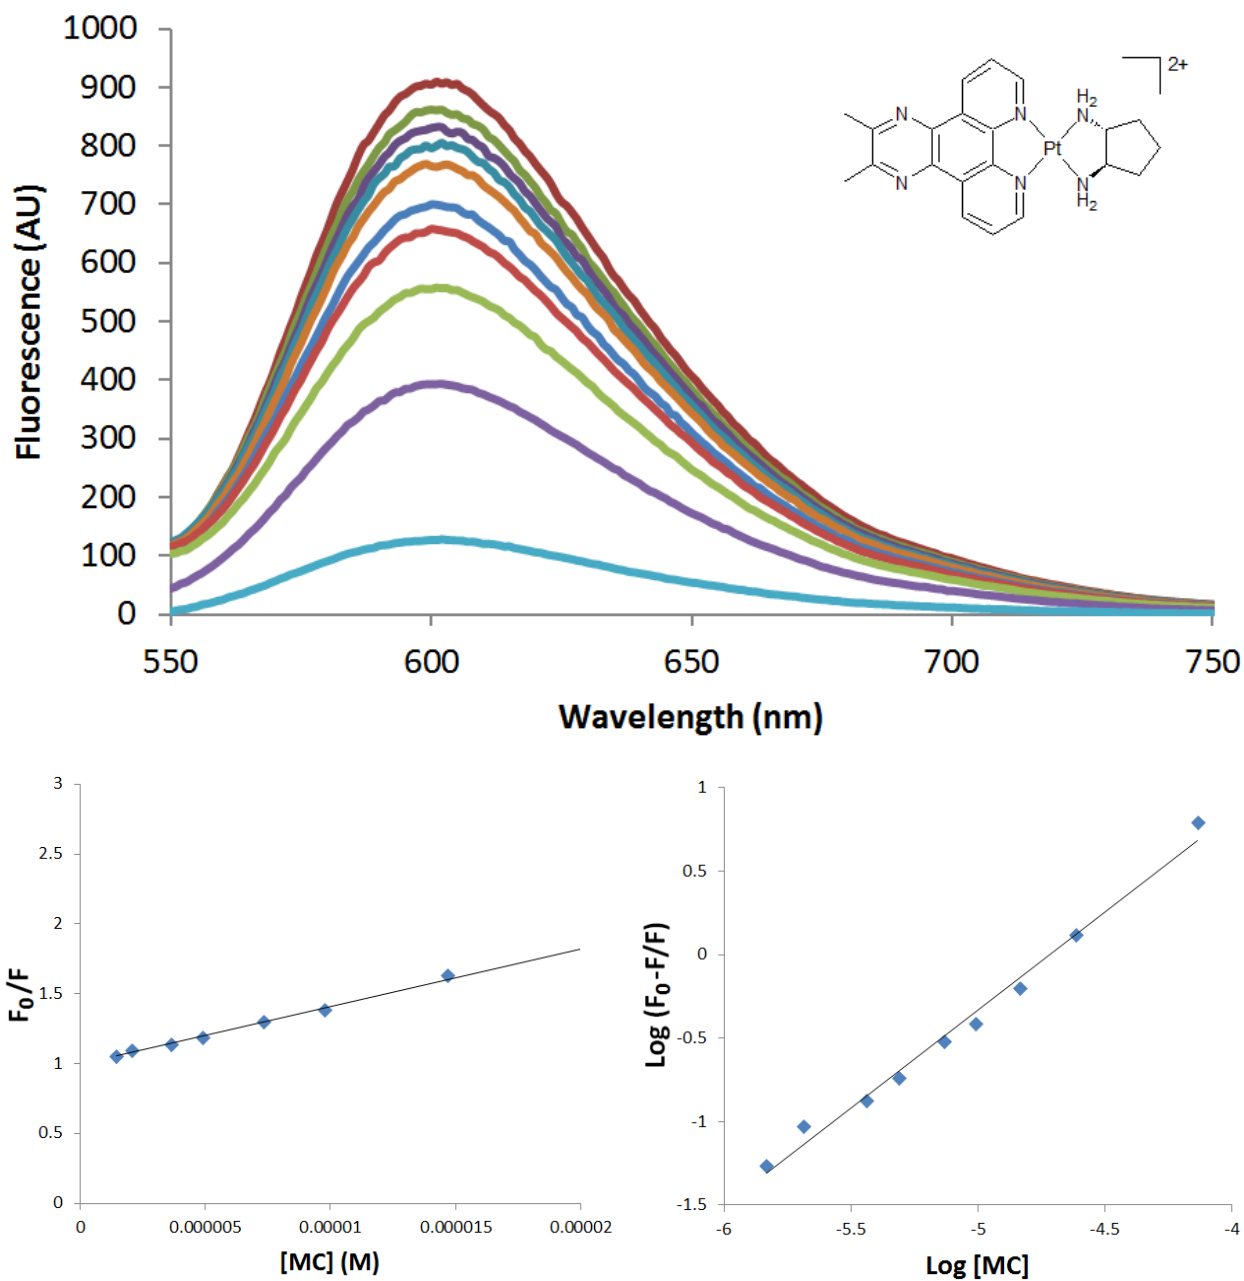 1000
900
800
700
600
500
400
300
200
100
0
550
600
650
700
750
Fluorescence (AU)
Wavelength (nm)
2+
H2
N
N
N
Pt
N
N
H2
3
2.5
2
1.5
1
0.5
0
0
0.000005
0.00001
0.000015
0.00002
F0/F
[MC] (M)
1
0.5
0
-0.5
-1
-1.5
-6
-5.5
-5
-4.5
-4
Log (F0-F/F)
Log [MC]